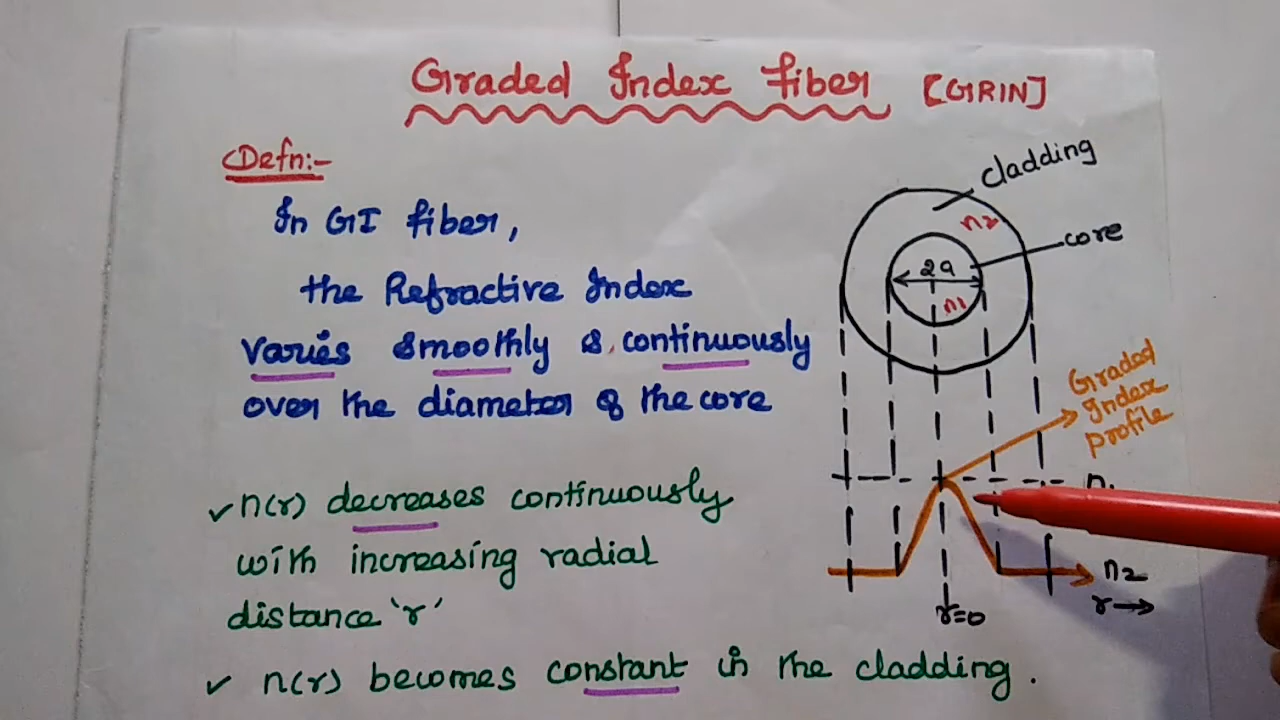 Graded Index Fiber [GRIN]
Defn:-
In GI fiber,
the Refractive Index
varies smoothly & continuously
over the diameter of the core
✓ n(r) decreases continuously
with increasing radial
distance 'r'
✓ n(r) becomes constant in the cladding.
cladding
n2
core
2a
n1
Graded
Index
profile
n2
r→
r=0